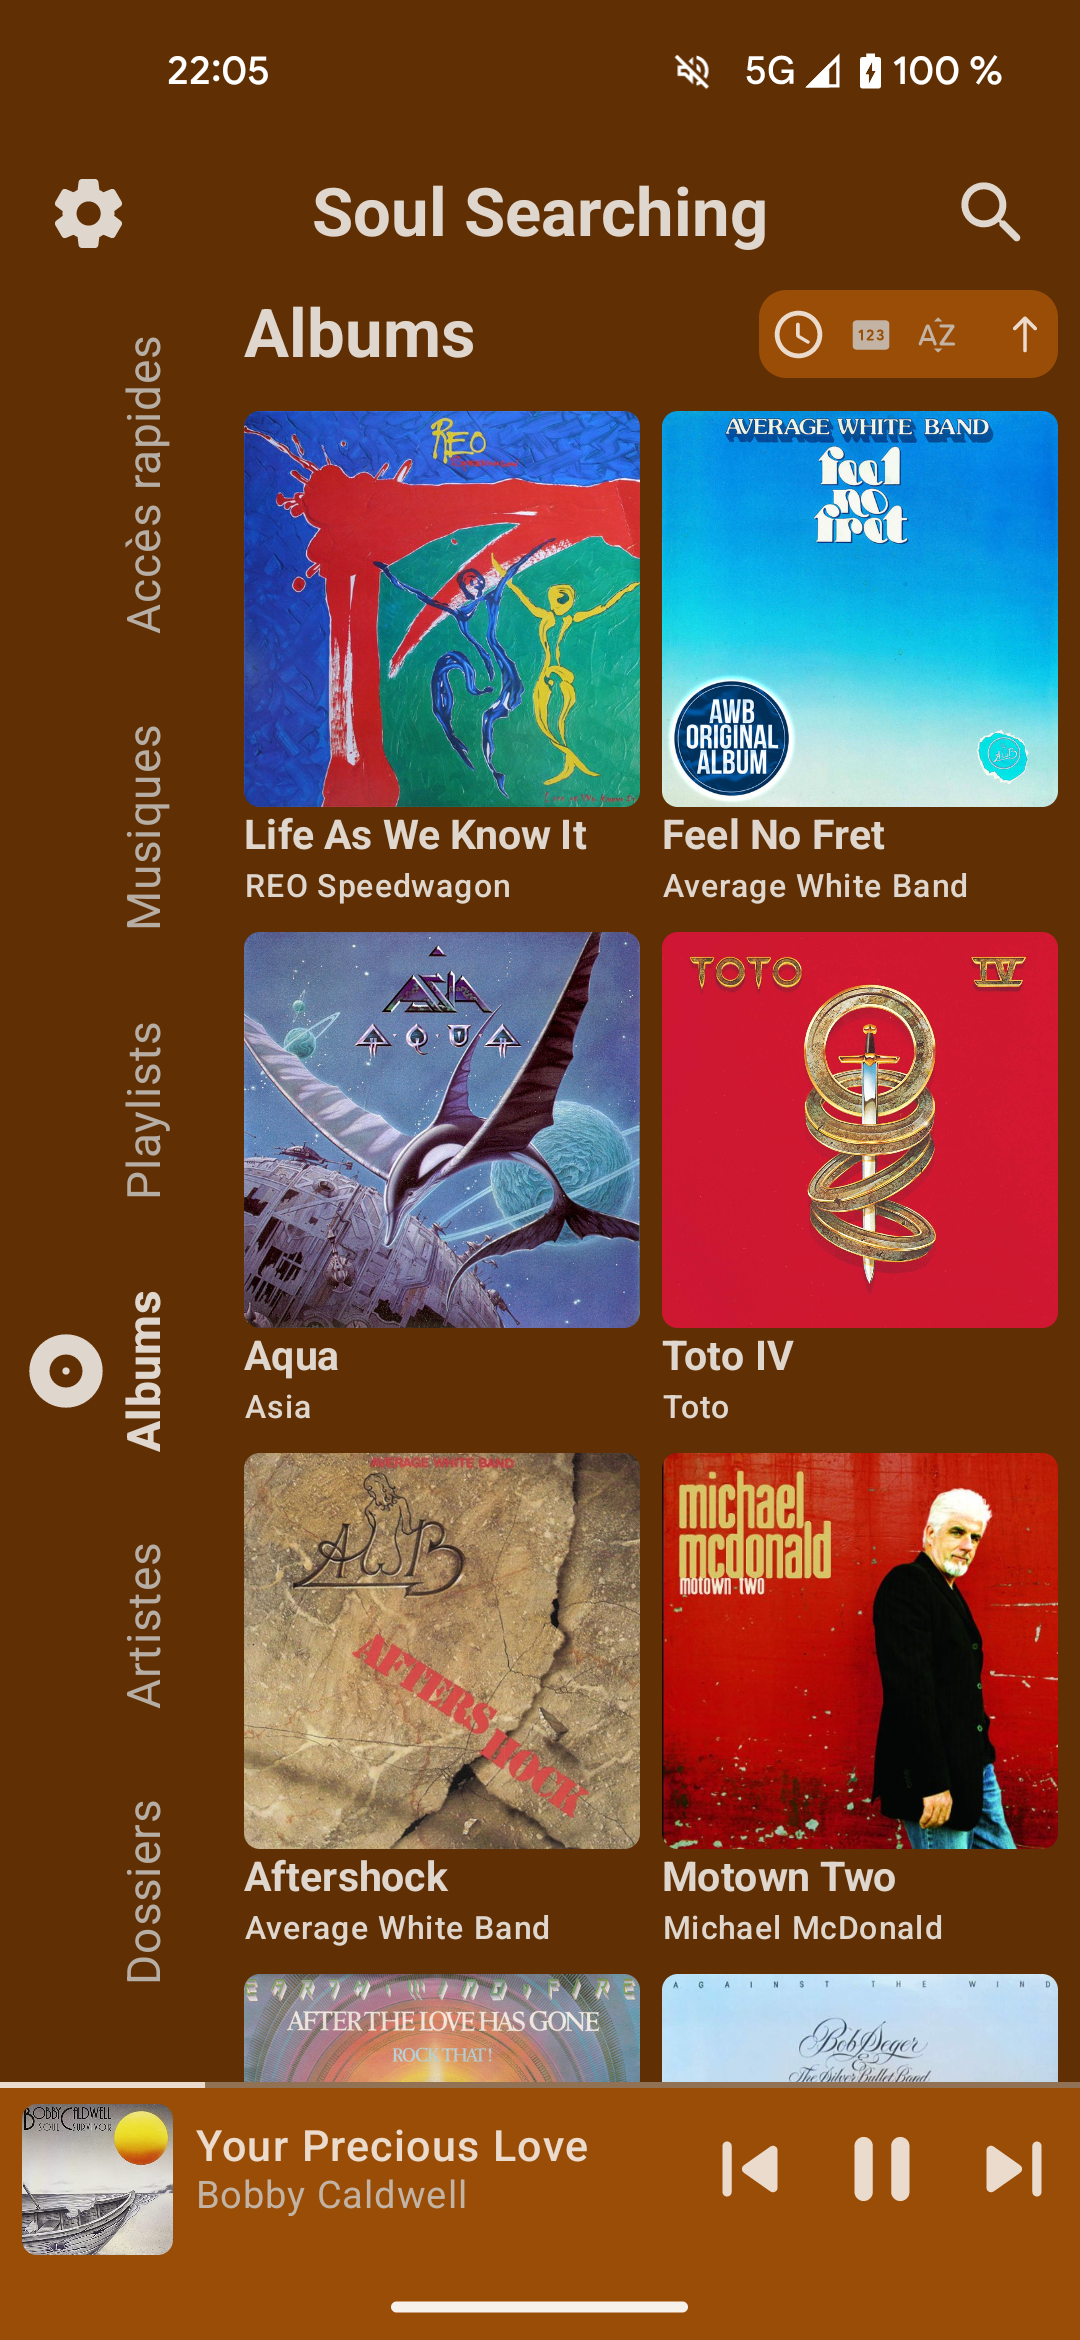 22:05
5G
100 %
Soul Searching
Albums
123
AZ
Accès rapides
Musiques
Playlists
Albums
Artistes
Dossiers
REO
Life As We Know It
REO Speedwagon
AVERAGE WHITE BAND
feel
no
fret
AWB
ORIGINAL
ALBUM
Feel No Fret
Average White Band
ASIA
AQUA
Aqua
Asia
TOTO
IV
Toto IV
Toto
AVERAGE WHITE BAND
AWB
AFTERSHOCK
Aftershock
Average White Band
michael
mcdonald
motown two
Motown Two
Michael McDonald
EARTH·WIND&FIRE
AFTER THE LOVE HAS GONE
ROCK THAT!
AGAINST THE WIND
Bob Seger
&
The Silver Bullet Band
BOBBY CALDWELL
SOUL SURVIVOR
Your Precious Love
Bobby Caldwell